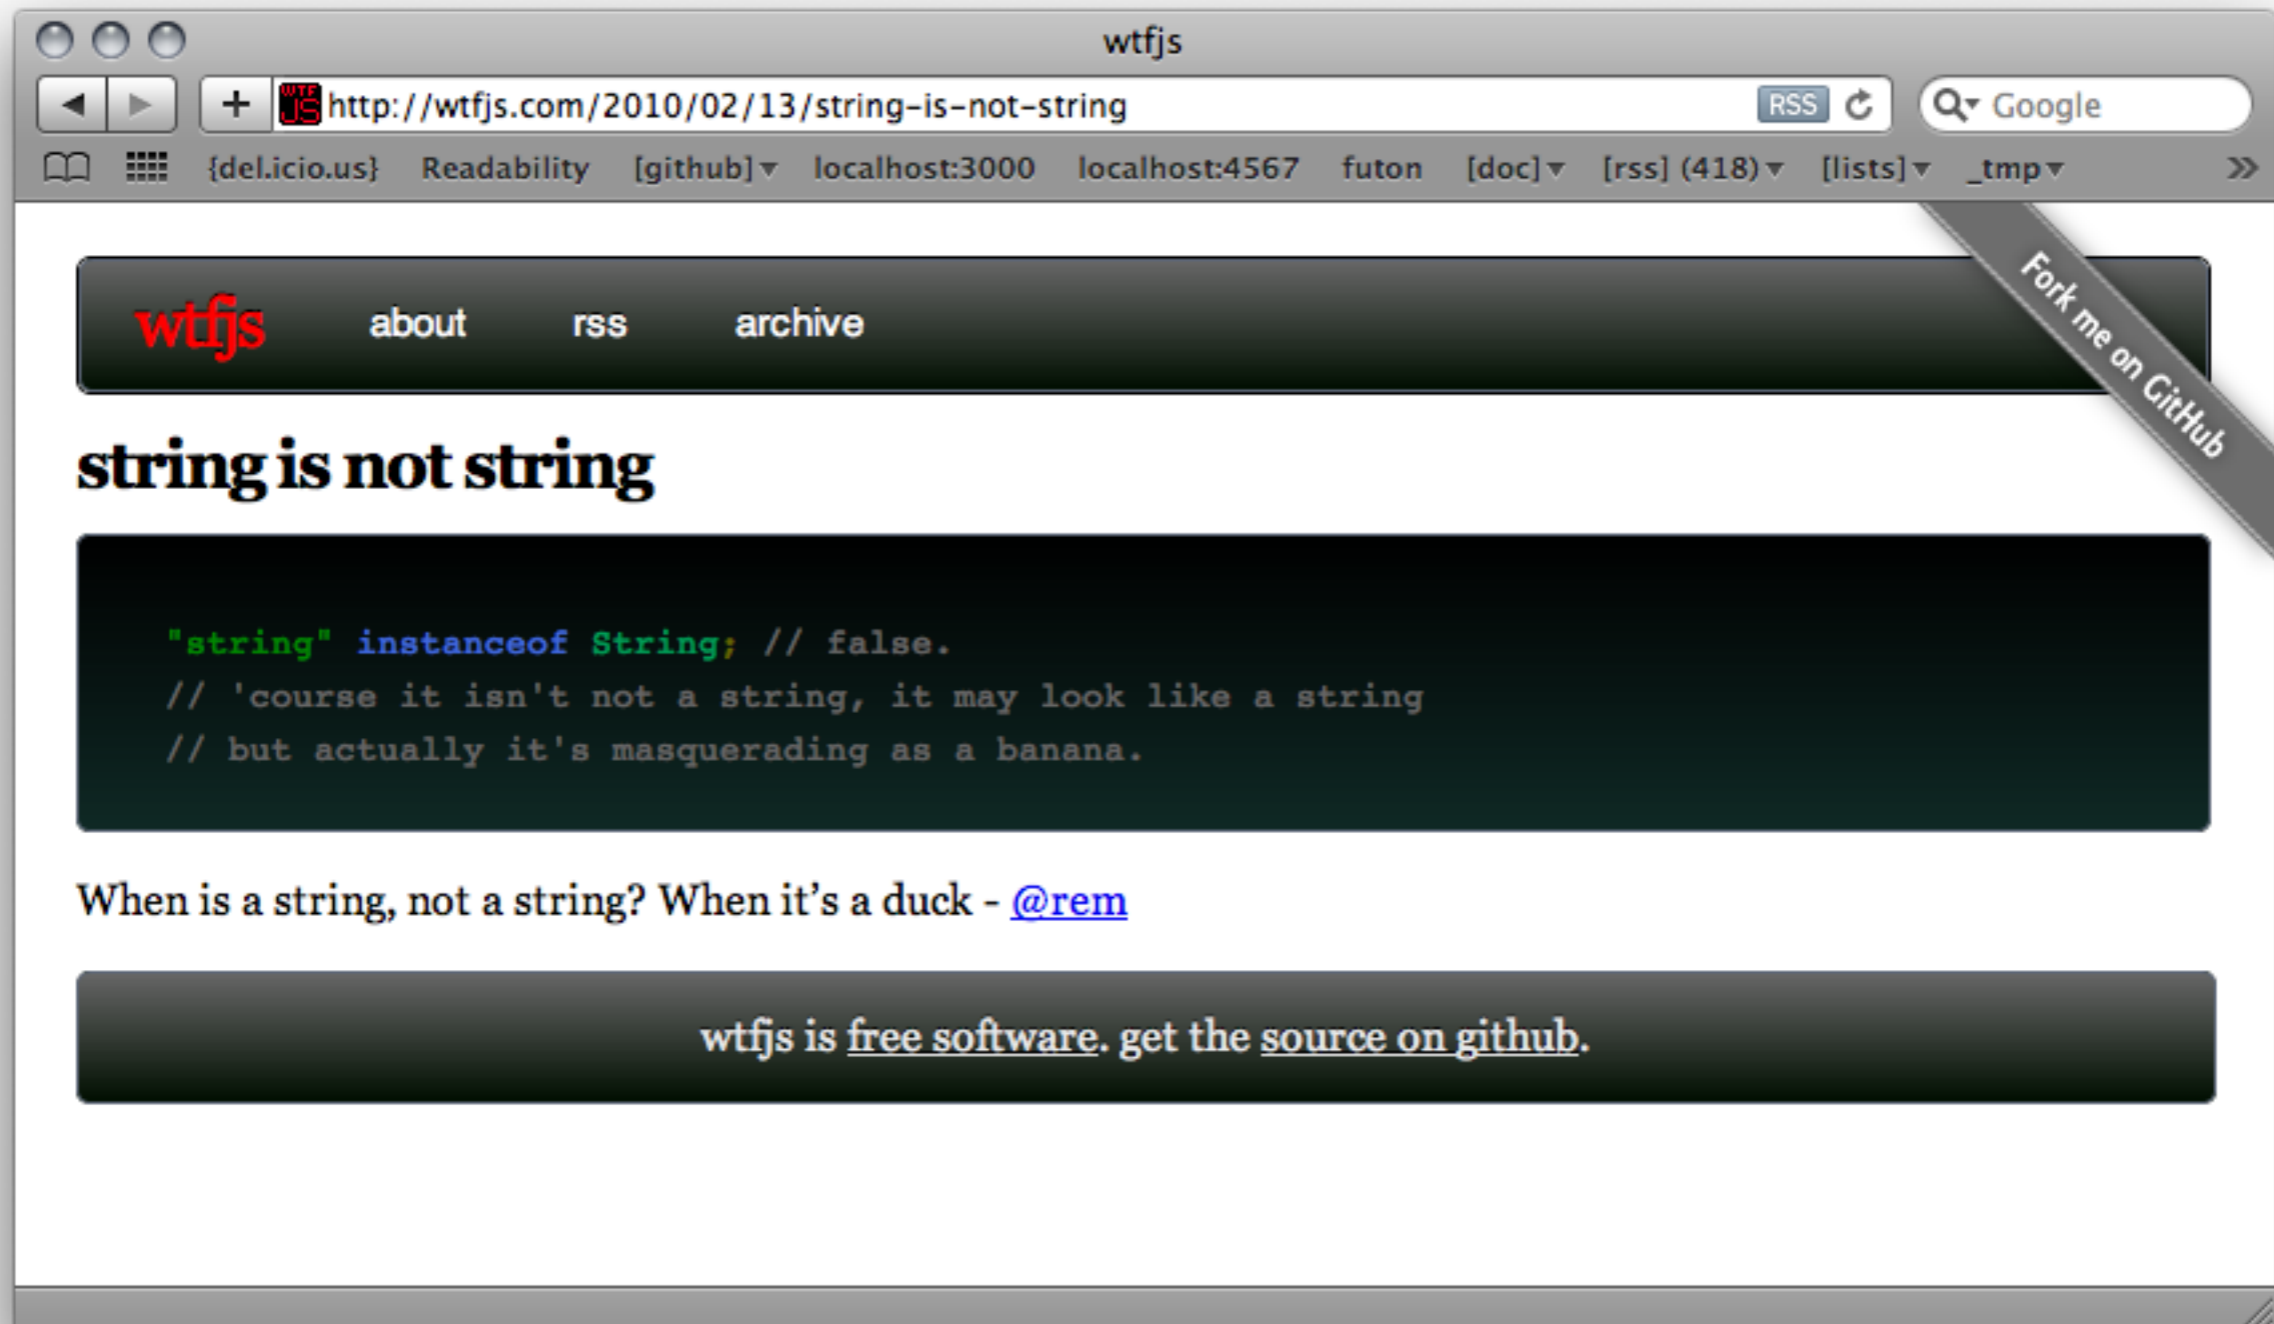 wtfjs
WTF
JS
http://wtfjs.com/2010/02/13/string-is-not-string
RSS
Google
{del.icio.us} Readability [github] localhost:3000 localhost:4567 futon [doc] [rss] (418) [lists] _tmp
Fork me on GitHub
wtfjs about rss archive
string is not string
"string" instanceof String; // false.
// 'course it isn't not a string, it may look like a string
// but actually it's masquerading as a banana.
When is a string, not a string? When it’s a duck - @rem
wtfjs is free software. get the source on github.